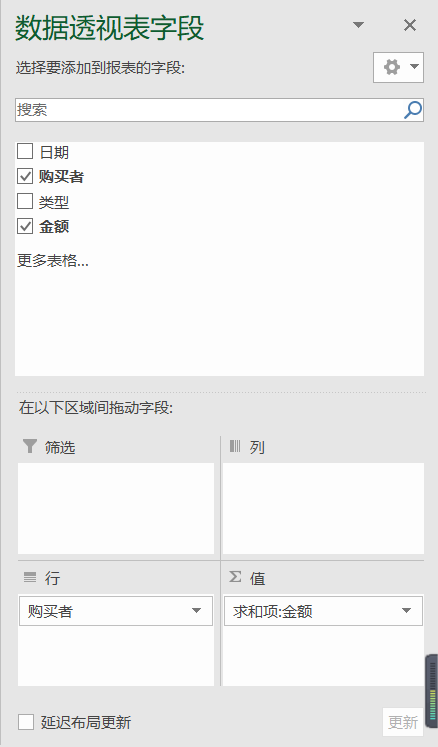 数据透视表字段
选择要添加到报表的字段:
搜索
日期
购买者
类型
金额
更多表格...
在以下区域间拖动字段:
筛选
列
行
值
购买者
求和项:金额
延迟布局更新
更新